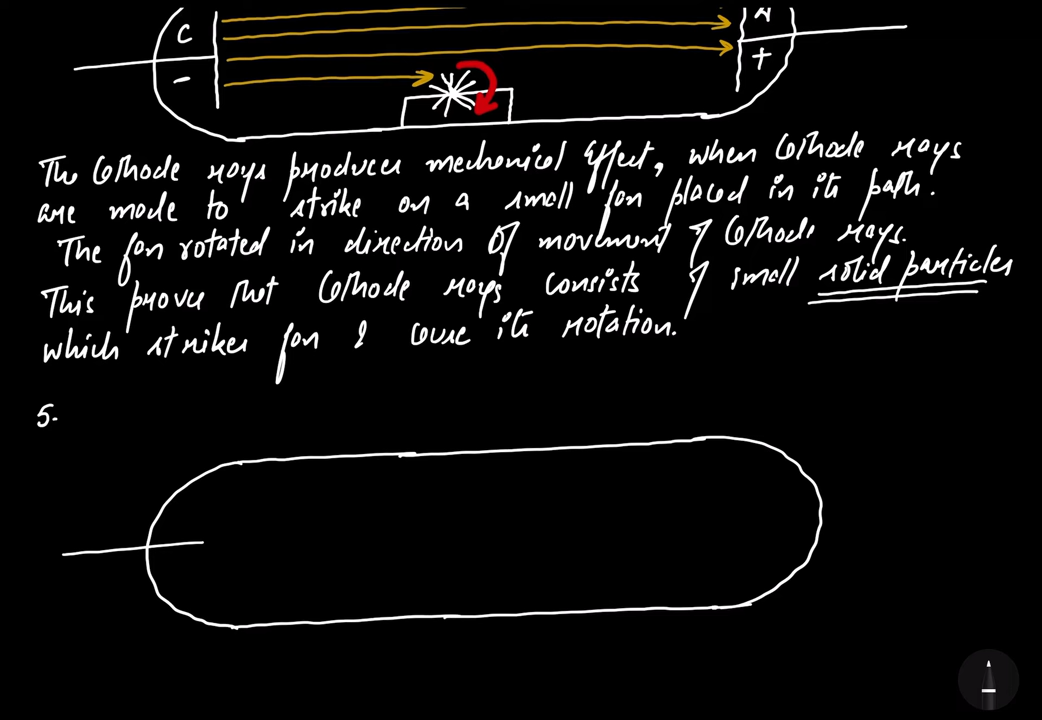 C A
- +
The Cathode rays produces mechanical Effect, when Cathode rays
are made to strike on a small fan placed in its path.
The fan rotated in direction of movement of Cathode rays.
This proves that Cathode rays consists of small solid particles
which strikes fan & cause its rotation.
5.